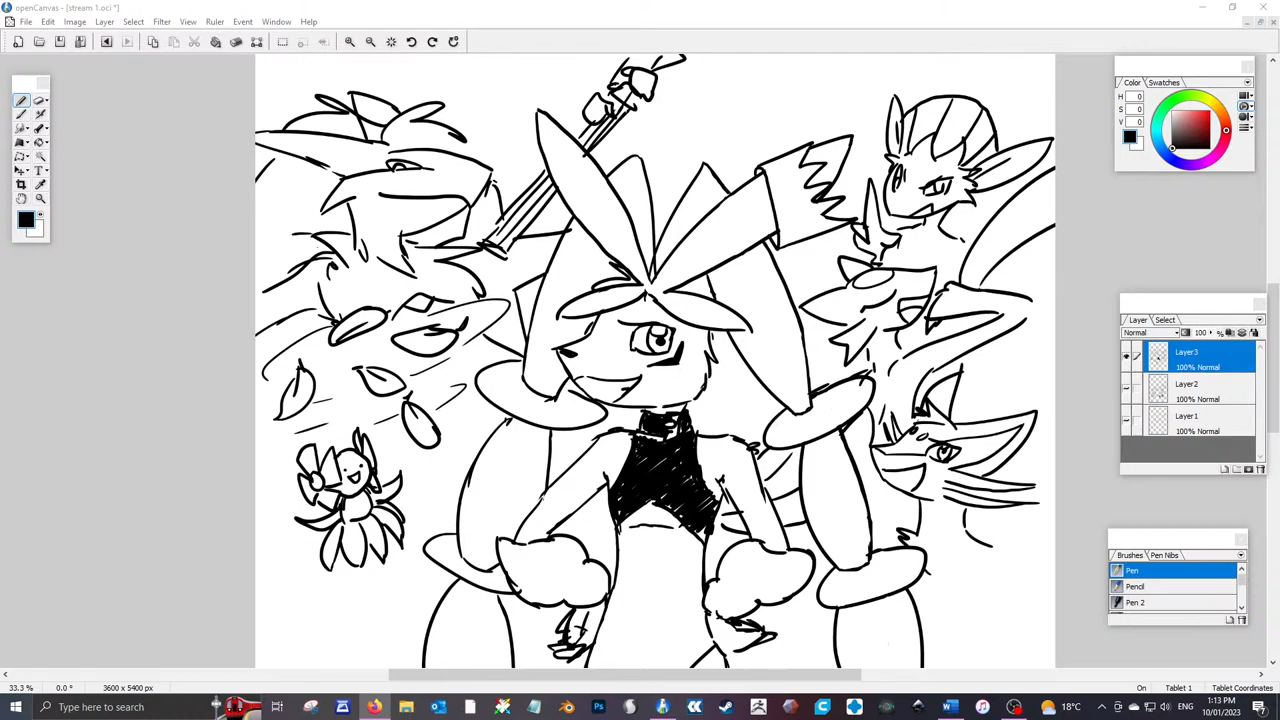 openCanvas - [stream 1.oci *]
File Edit Image Layer Select Filter View Ruler Event Window Help
Color Swatches
H 0
S 0
V 0
Layer Select
Normal 100 %
Layer3
100% Normal
Layer2
100% Normal
Layer1
100% Normal
Brushes Pen Nibs
Pen
Pencil
Pen 2
33.3 % 0.0 ° 3600 x 5400 px On Tablet 1 Tablet Coordinates
Type here to search
18°C ENG 1:13 PM
10/01/2023